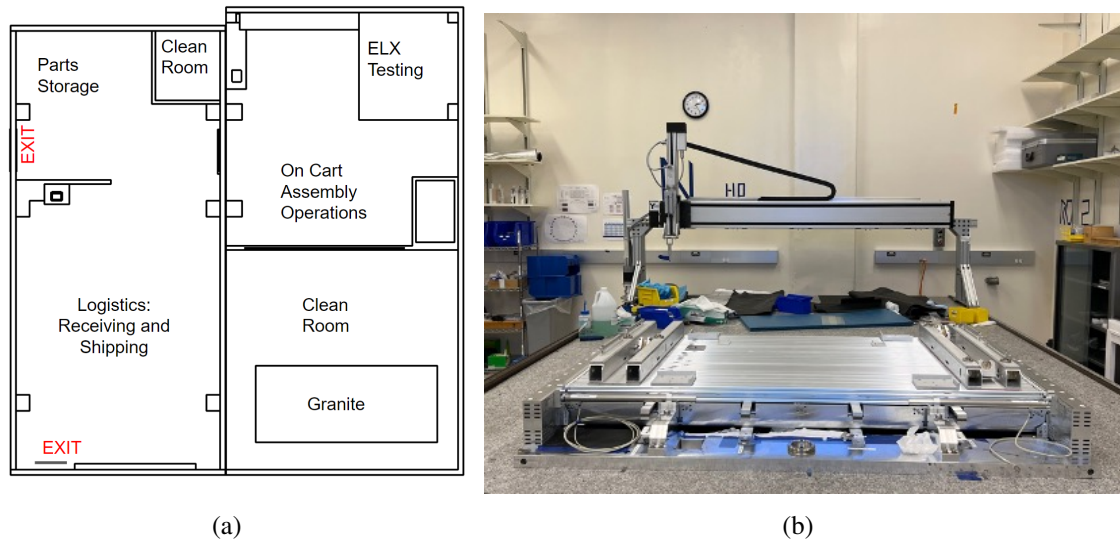 Clean
Room
Parts
Storage
ELX
Testing
EXIT
On Cart
Assembly
Operations
Logistics:
Receiving and
Shipping
Clean
Room
Granite
EXIT
(a)
HO
(b)